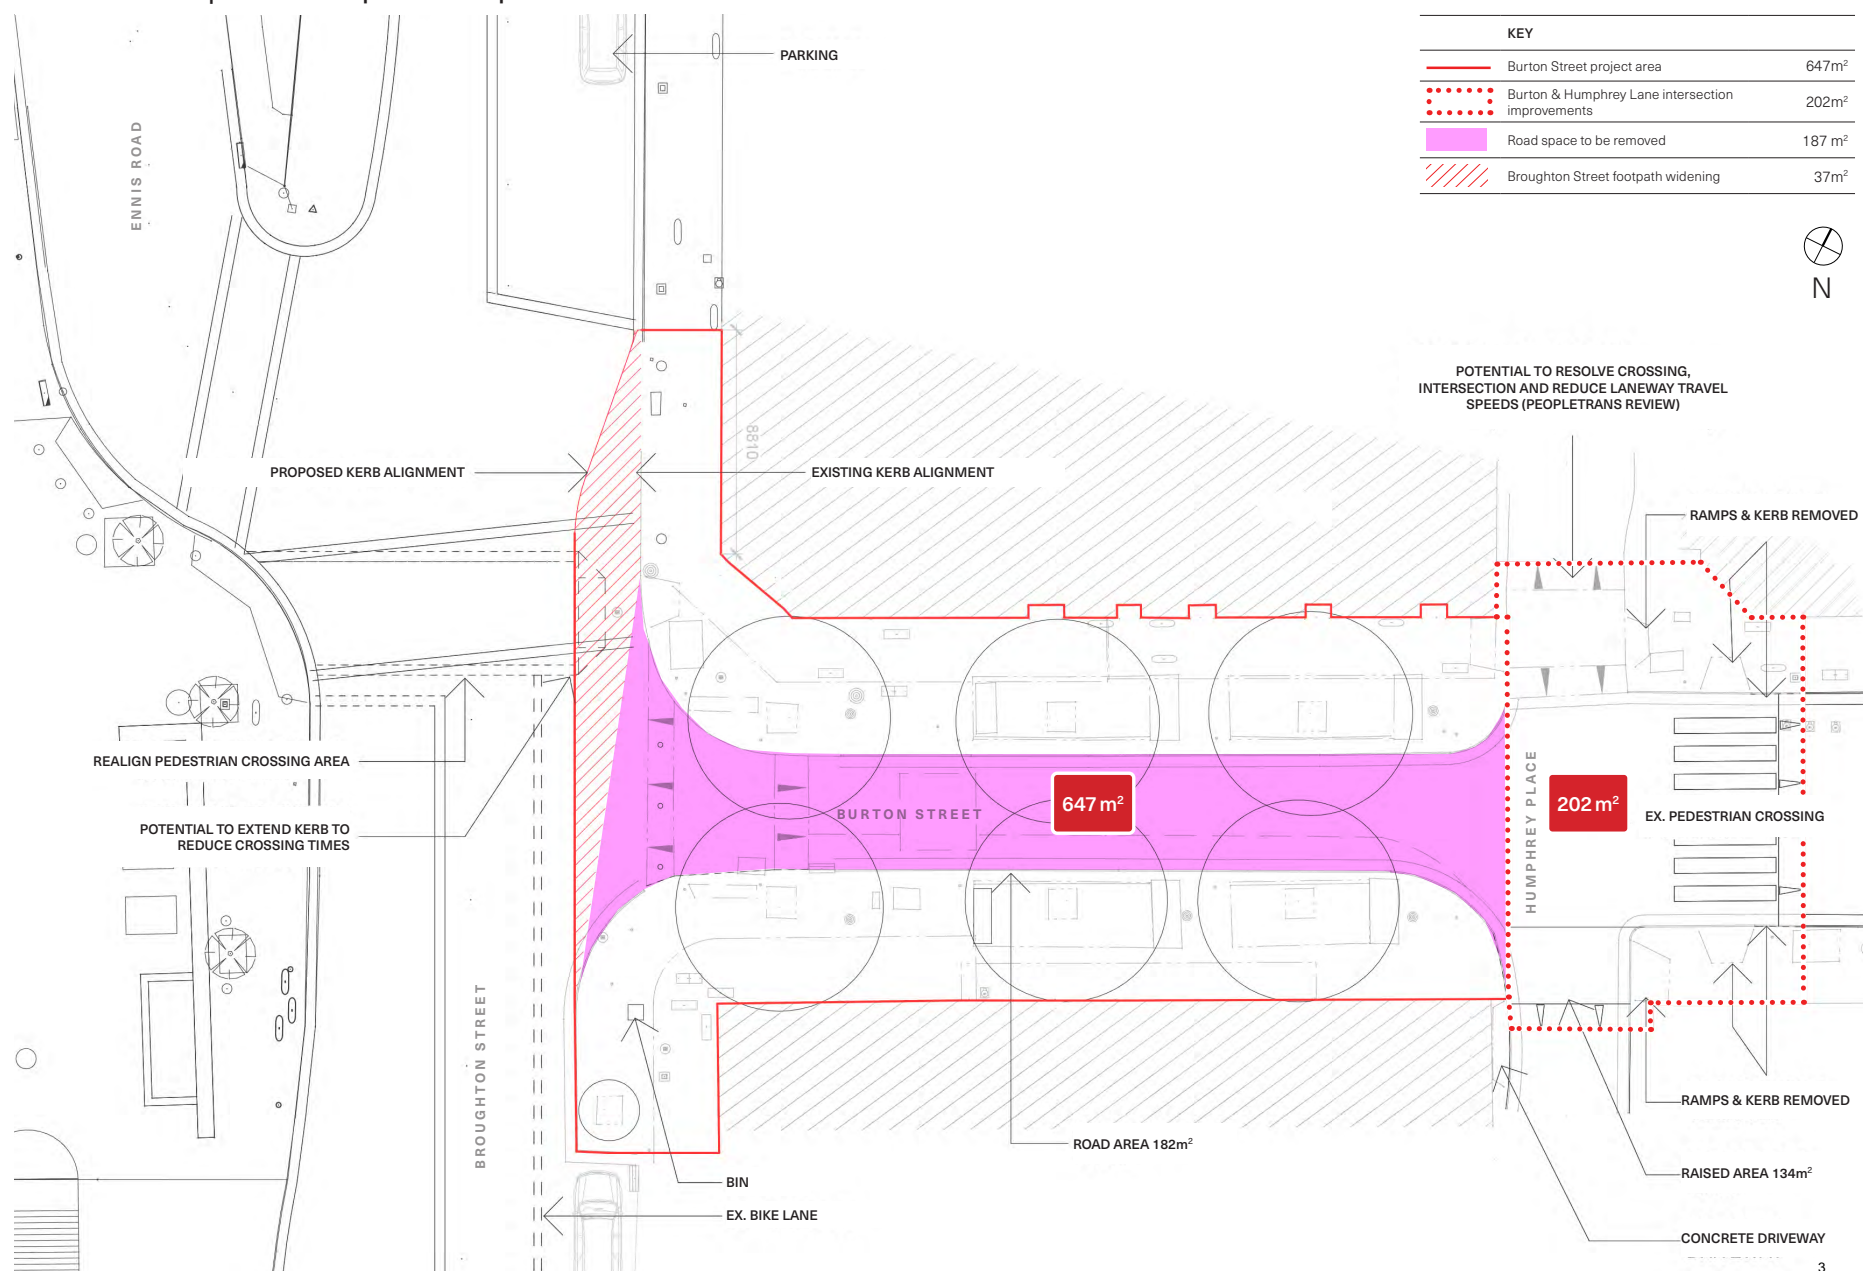 KEY
Burton Street project area 647m²
Burton & Humphrey Lane intersection
improvements 202m²
Road space to be removed 187 m²
Broughton Street footpath widening 37m²
N
PARKING
ENNIS ROAD
POTENTIAL TO RESOLVE CROSSING,
INTERSECTION AND REDUCE LANEWAY TRAVEL
SPEEDS (PEOPLETRANS REVIEW)
8810
PROPOSED KERB ALIGNMENT
EXISTING KERB ALIGNMENT
RAMPS & KERB REMOVED
REALIGN PEDESTRIAN CROSSING AREA
BURTON STREET
647 m²
HUMPHREY PLACE
202 m²
EX. PEDESTRIAN CROSSING
POTENTIAL TO EXTEND KERB TO
REDUCE CROSSING TIMES
BROUGHTON STREET
RAMPS & KERB REMOVED
ROAD AREA 182m²
RAISED AREA 134m²
BIN
EX. BIKE LANE
CONCRETE DRIVEWAY
3